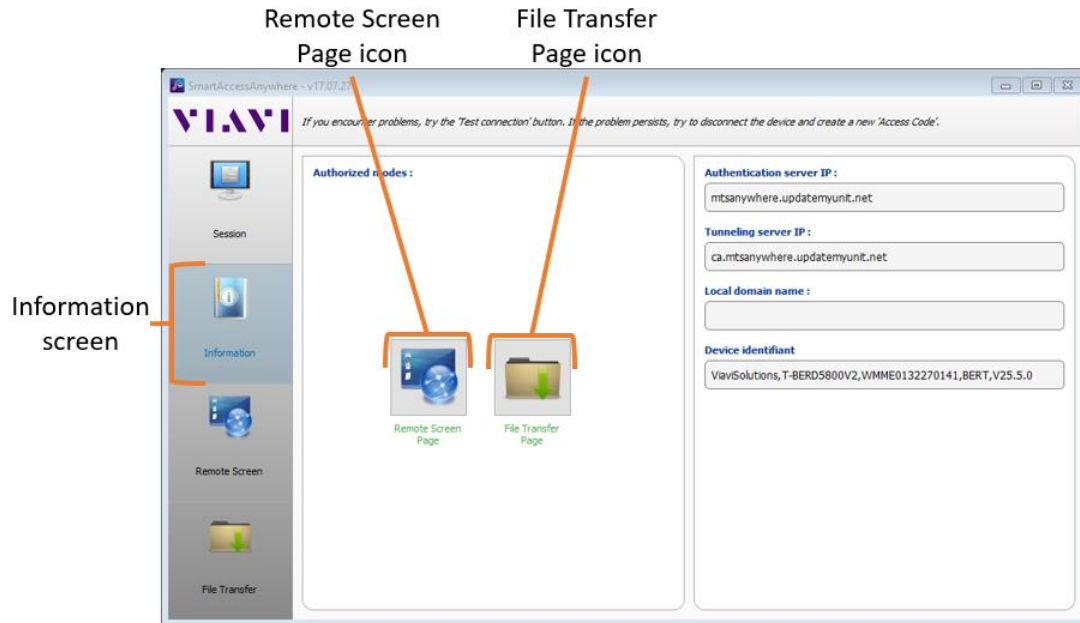 Remote Screen
Page icon
File Transfer
Page icon
SmartAccessAnywhere - v17.07.27
VIAVI
If you encounter problems, try the 'Test connection' button. If the problem persists, try to disconnect the device and create a new 'Access Code'.
Session
Information
Remote Screen
File Transfer
Information
screen
Authorized modes :
Remote Screen
Page
File Transfer
Page
Authentication server IP :
mtsanywhere.updatemyunit.net
Tunneling server IP :
ca.mtsanywhere.updatemyunit.net
Local domain name :
Device identifiant
ViaviSolutions,T-BERD5800V2,WMME0132270141,BERT,V25.5.0